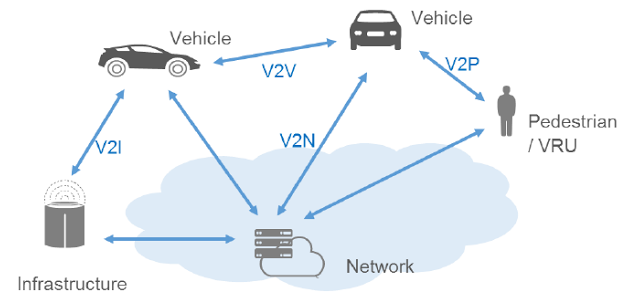 Vehicle
Vehicle
V2V
V2P
Pedestrian
/ VRU
V2I
V2N
Network
Infrastructure